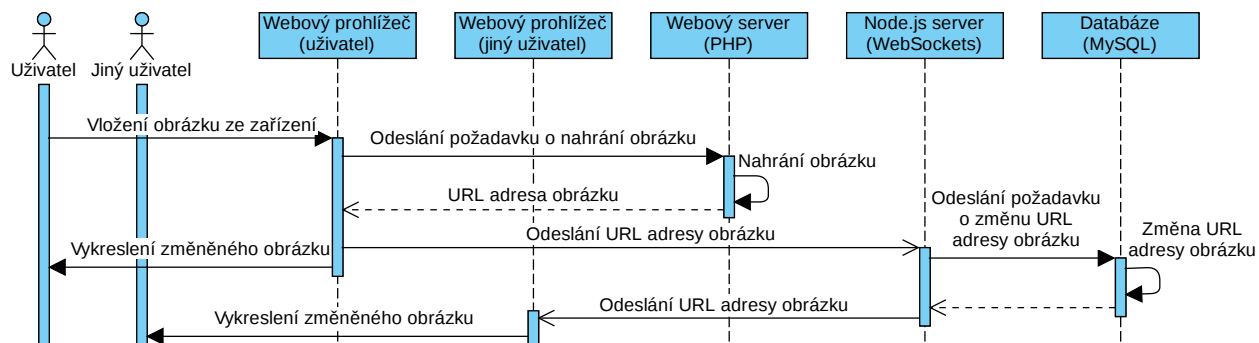 Webový prohlížeč
(uživatel)
Webový prohlížeč
(jiný uživatel)
Webový server
(PHP)
Node.js server
(WebSockets)
Databáze
(MySQL)
Uživatel
Jiný uživatel
Vložení obrázku ze zařízení
Odeslání požadavku o nahrání obrázku
Nahrání obrázku
URL adresa obrázku
Odeslání požadavku
o změnu URL
adresy obrázku
Změna URL
adresy obrázku
Odeslání URL adresy obrázku
Vykreslení změněného obrázku
Odeslání URL adresy obrázku
Vykreslení změněného obrázku